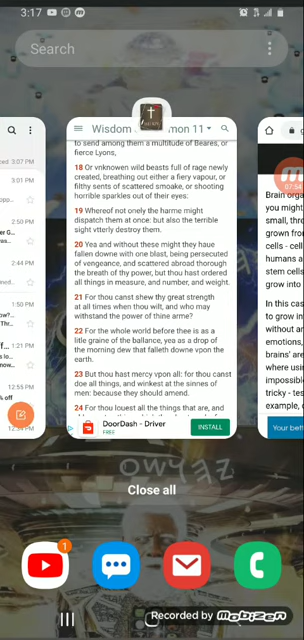 3:17
Search
3:07 PM
3:01 PM
2:50 PM
2:44 PM
1:50 PM
1:21 PM
12:55 PM
% off
Wisdom
mon 11
to send among them a multitude of Beares, or
fierce Lyons,
18 Or vnknowen wild beasts full of rage newly
created, breathing out either a fiery vapour, or
filthy sents of scattered smoake, or shooting
horrible sparkles out of their eyes:
19 Whereof not onely the harme might
dispatch them at once: but also the terrible
sight vtterly destroy them.
20 Yea and without these might they haue
fallen downe with one blast, being persecuted
of vengeance, and scattered abroad thorough
the breath of thy power, but thou hast ordered
all things in measure, and number, and weight.
21 For thou canst shew thy great strength
at all times when thou wilt, and who may
withstand the power of thine arme?
22 For the whole world before thee is as a
litle graine of the ballance, yea as a drop of
the morning dew that falleth downe vpon the
earth.
23 But thou hast mercy vpon all: for thou canst
doe all things, and winkest at the sinnes of
men: because they should amend.
24 For thou louest all the things that are, and
DoorDash - Driver
FREE
INSTALL
07:54
Brain orga
you might
small, thro
grown from
cells - cell
humans a
stem cells
grow into
In this cas
to grow in
without ar
emotions,
brains' are
where usin
impossible
tricky - tes
example, c
Your bett
Close all
1
Recorded by mobizen